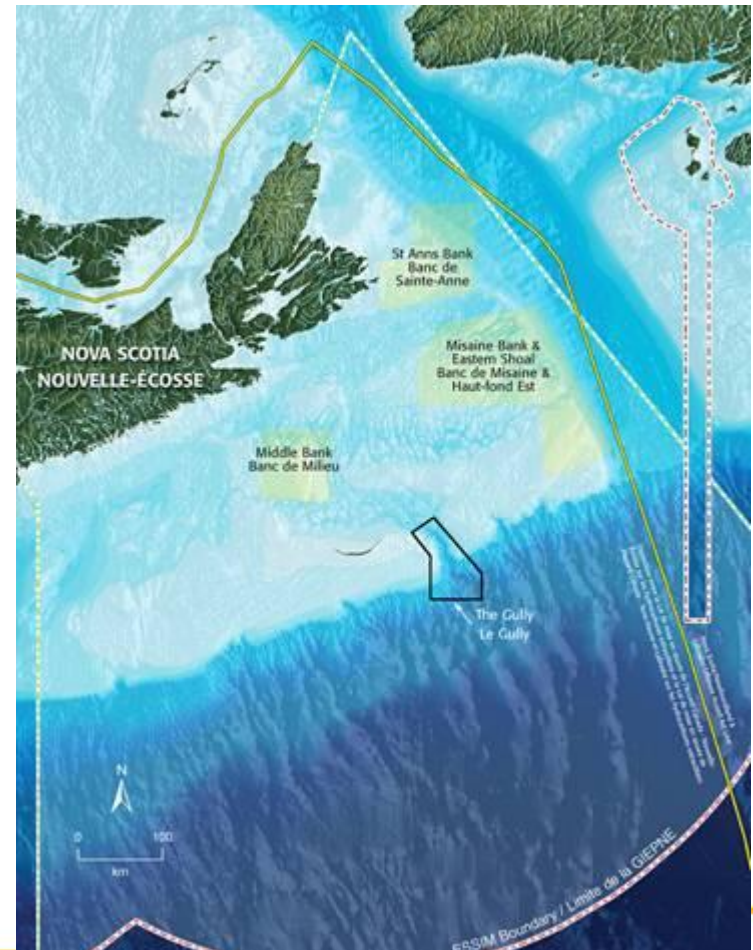 St Anns Bank
Banc de
Sainte-Anne
NOVA SCOTIA
NOUVELLE-ÉCOSSE
Misaine Bank &
Eastern Shoal
Banc de Misaine &
Haut-fond Est
Middle Bank
Banc de Milieu
The Gully
Le Gully
N
0 100
km
ESSIM Boundary / Limite de la GIEPNE